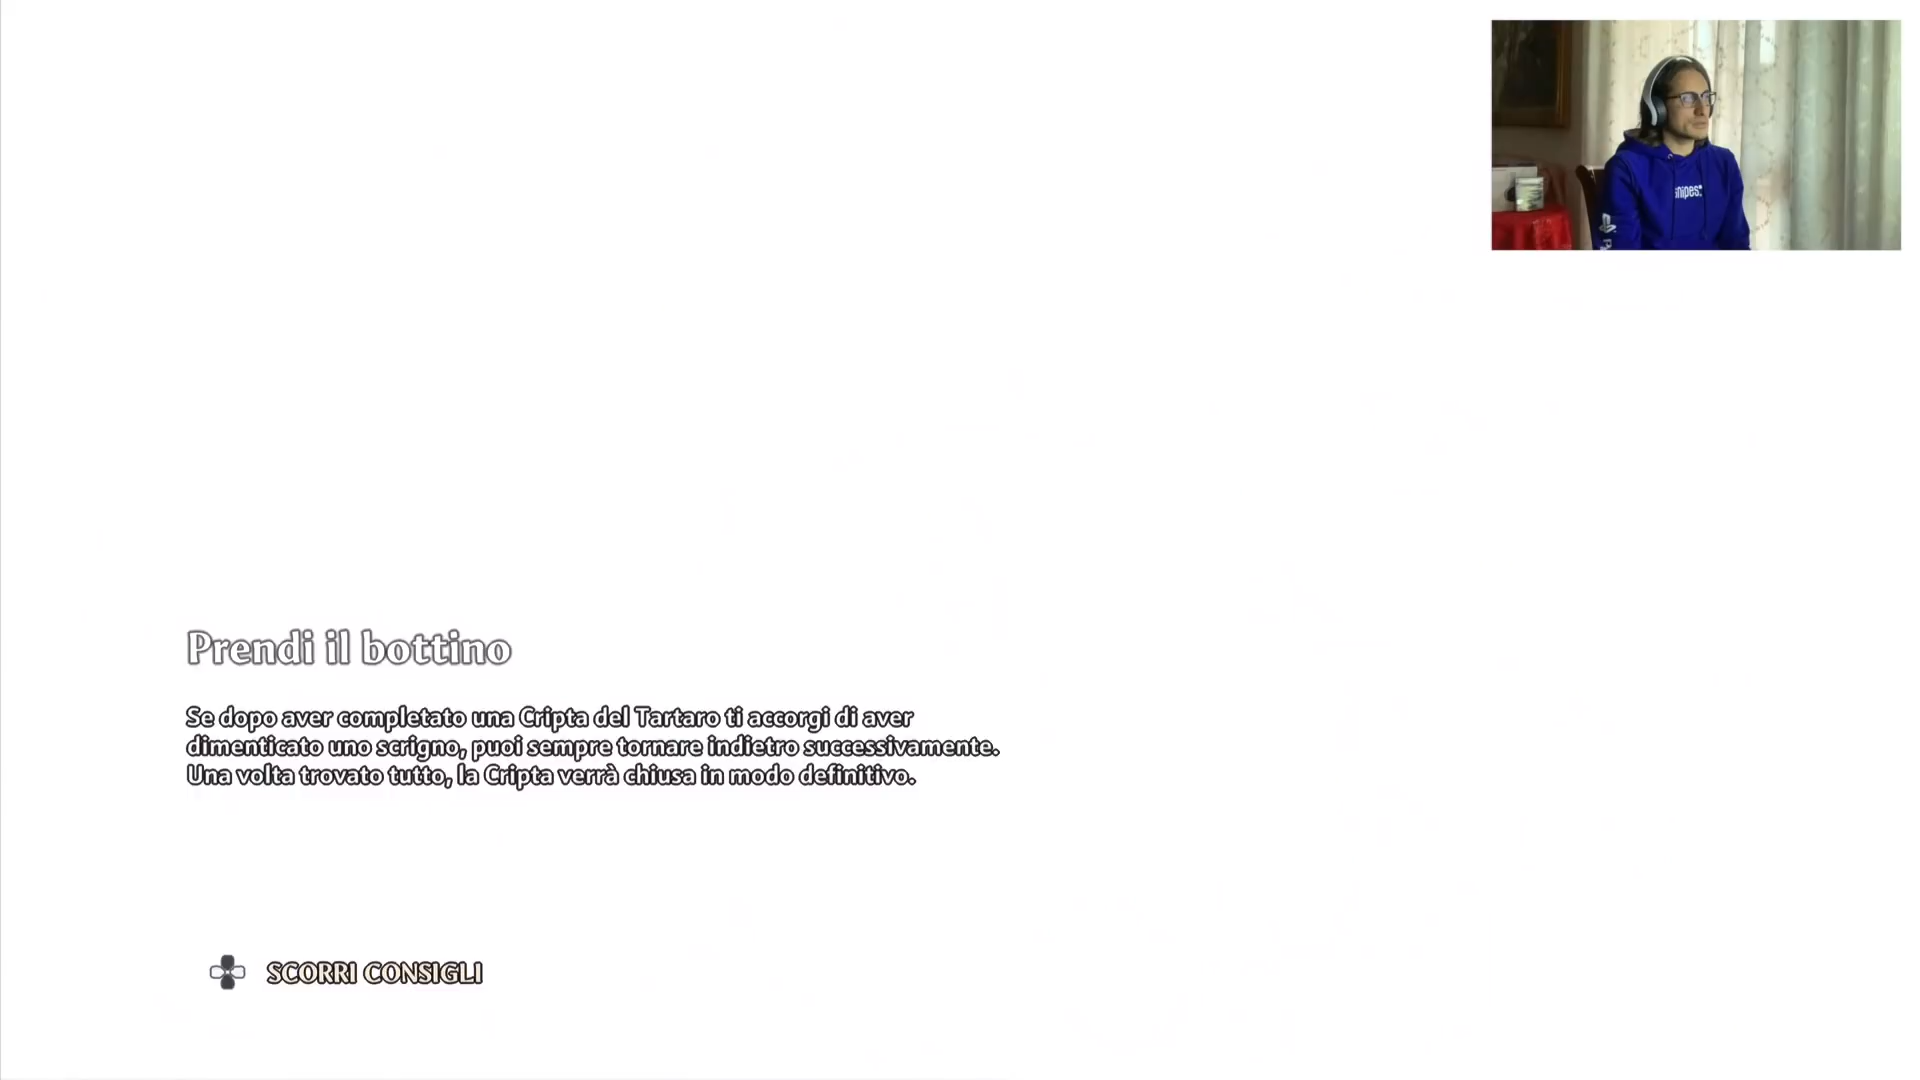 snipes
Prendi il bottino
Se dopo aver completato una Cripta del Tartaro ti accorgi di aver
dimenticato uno scrigno, puoi sempre tornare indietro successivamente.
Una volta trovato tutto, la Cripta verrà chiusa in modo definitivo.
SCORRI CONSIGLI